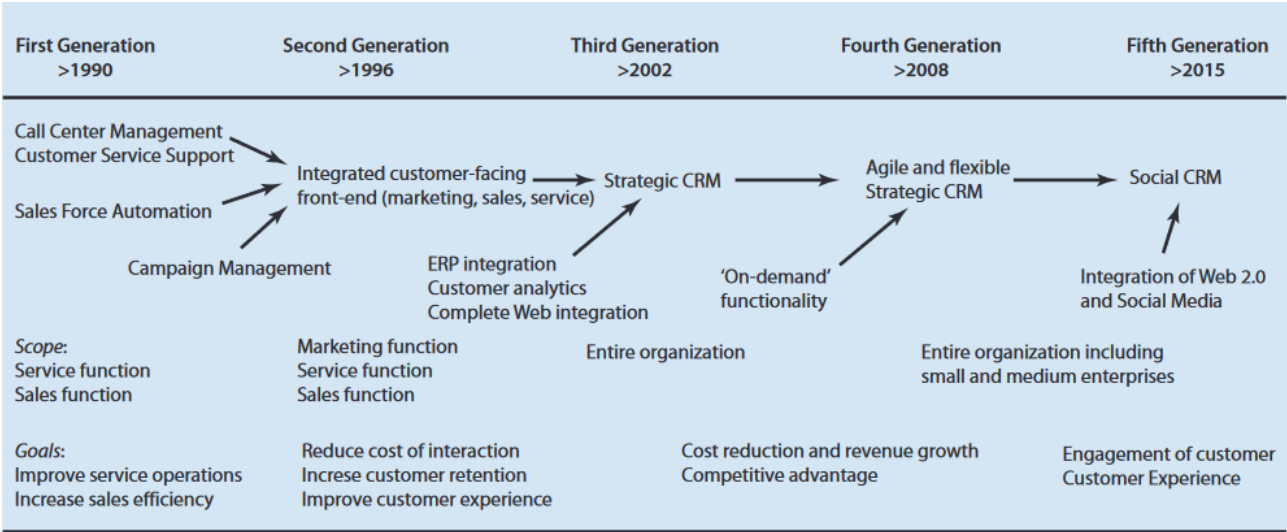 First Generation
>1990
Second Generation
>1996
Third Generation
>2002
Fourth Generation
>2008
Fifth Generation
>2015
Call Center Management
Customer Service Support
Sales Force Automation
Campaign Management
Integrated customer-facing
front-end (marketing, sales, service)
Strategic CRM
ERP integration
Customer analytics
Complete Web integration
Agile and flexible
Strategic CRM
'On-demand'
functionality
Social CRM
Integration of Web 2.0
and Social Media
Scope:
Service function
Sales function
Marketing function
Service function
Sales function
Entire organization
Entire organization including
small and medium enterprises
Goals:
Improve service operations
Increase sales efficiency
Reduce cost of interaction
Increse customer retention
Improve customer experience
Cost reduction and revenue growth
Competitive advantage
Engagement of customer
Customer Experience